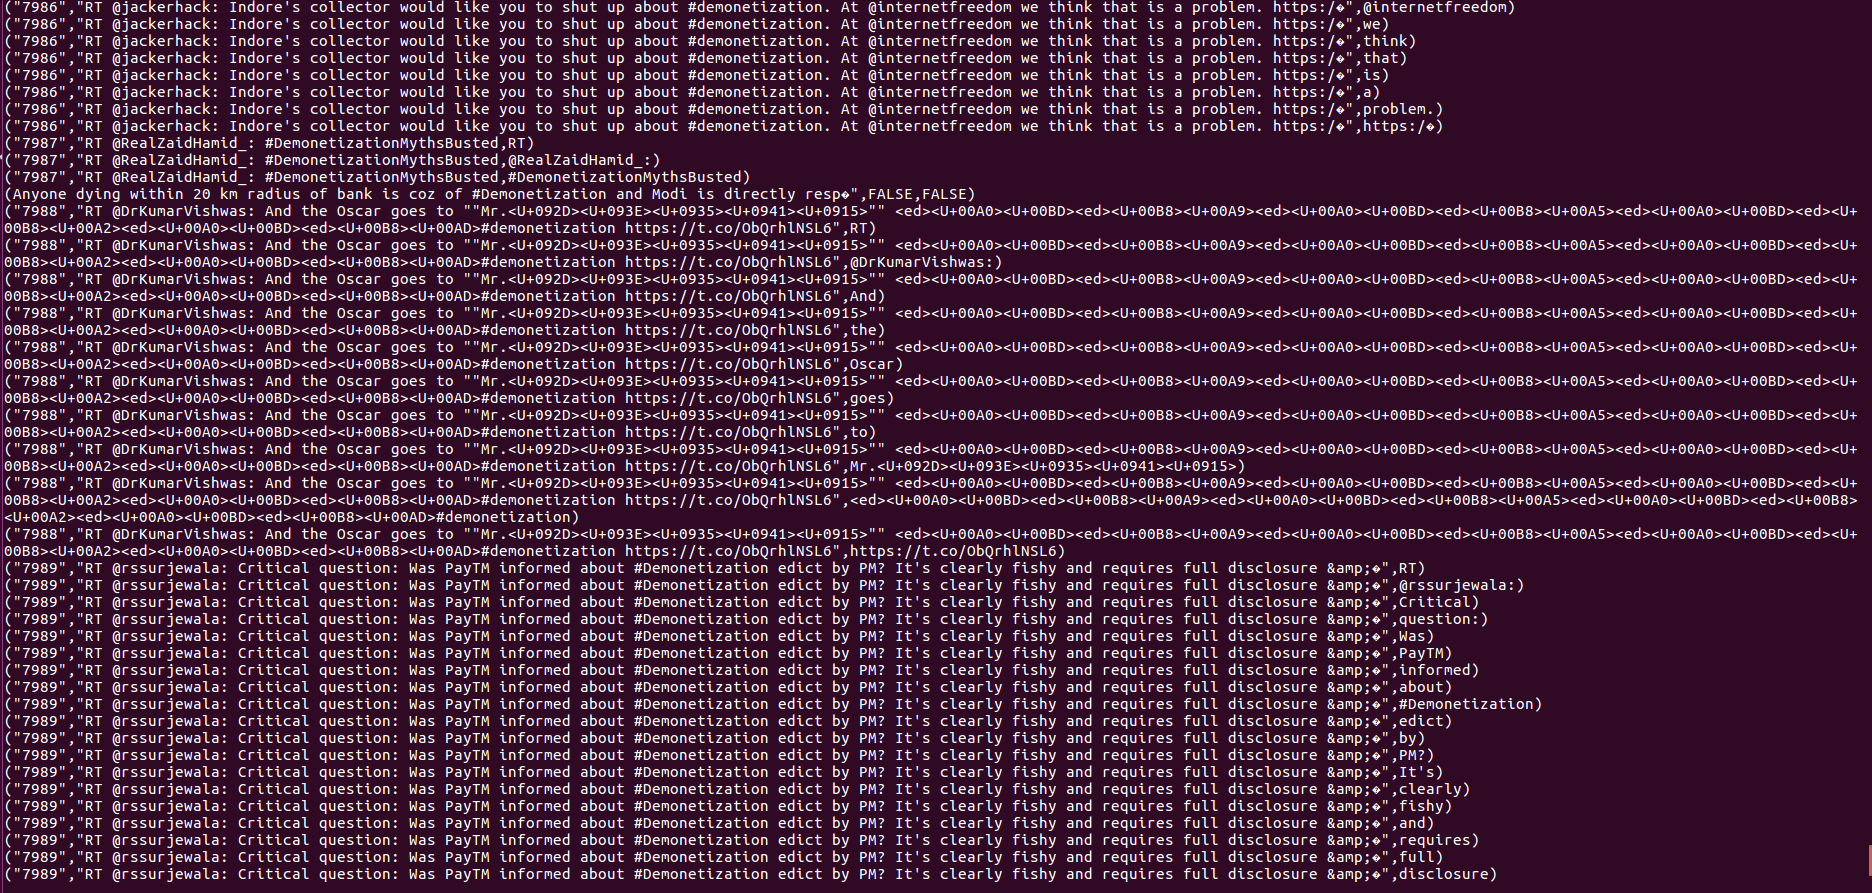 ("7986","RT @jackerhack: Indore's collector would like you to shut up about #demonetization. At @internetfreedom we think that is a problem. https:/�",@internetfreedom)
("7986","RT @jackerhack: Indore's collector would like you to shut up about #demonetization. At @internetfreedom we think that is a problem. https:/�",we)
("7986","RT @jackerhack: Indore's collector would like you to shut up about #demonetization. At @internetfreedom we think that is a problem. https:/�",think)
("7986","RT @jackerhack: Indore's collector would like you to shut up about #demonetization. At @internetfreedom we think that is a problem. https:/�",that)
("7986","RT @jackerhack: Indore's collector would like you to shut up about #demonetization. At @internetfreedom we think that is a problem. https:/�",is)
("7986","RT @jackerhack: Indore's collector would like you to shut up about #demonetization. At @internetfreedom we think that is a problem. https:/�",a)
("7986","RT @jackerhack: Indore's collector would like you to shut up about #demonetization. At @internetfreedom we think that is a problem. https:/�",problem.)
("7986","RT @jackerhack: Indore's collector would like you to shut up about #demonetization. At @internetfreedom we think that is a problem. https:/�",https:/�)
("7987","RT @RealZaidHamid_: #DemonetizationMythsBusted,RT)
("7987","RT @RealZaidHamid_: #DemonetizationMythsBusted,@RealZaidHamid_:)
("7987","RT @RealZaidHamid_: #DemonetizationMythsBusted,#DemonetizationMythsBusted)
(Anyone dying within 20 km radius of bank is coz of #Demonetization and Modi is directly resp�",FALSE,FALSE)
("7988","RT @DrKumarVishwas: And the Oscar goes to ""Mr.<U+092D><U+093E><U+0935><U+0941><U+0915>"" <ed><U+00A0><U+00BD><ed><U+00B8><U+00A9><ed><U+00A0><U+00BD><ed><U+00B8><U+00A5><ed><U+00A0><U+00BD><ed><U+
00B8><U+00A2><ed><U+00A0><U+00BD><ed><U+00B8><U+00AD>#demonetization https://t.co/ObQrhlNSL6",RT)
("7988","RT @DrKumarVishwas: And the Oscar goes to ""Mr.<U+092D><U+093E><U+0935><U+0941><U+0915>"" <ed><U+00A0><U+00BD><ed><U+00B8><U+00A9><ed><U+00A0><U+00BD><ed><U+00B8><U+00A5><ed><U+00A0><U+00BD><ed><U+
00B8><U+00A2><ed><U+00A0><U+00BD><ed><U+00B8><U+00AD>#demonetization https://t.co/ObQrhlNSL6",@DrKumarVishwas:)
("7988","RT @DrKumarVishwas: And the Oscar goes to ""Mr.<U+092D><U+093E><U+0935><U+0941><U+0915>"" <ed><U+00A0><U+00BD><ed><U+00B8><U+00A9><ed><U+00A0><U+00BD><ed><U+00B8><U+00A5><ed><U+00A0><U+00BD><ed><U+
00B8><U+00A2><ed><U+00A0><U+00BD><ed><U+00B8><U+00AD>#demonetization https://t.co/ObQrhlNSL6",And)
("7988","RT @DrKumarVishwas: And the Oscar goes to ""Mr.<U+092D><U+093E><U+0935><U+0941><U+0915>"" <ed><U+00A0><U+00BD><ed><U+00B8><U+00A9><ed><U+00A0><U+00BD><ed><U+00B8><U+00A5><ed><U+00A0><U+00BD><ed><U+
00B8><U+00A2><ed><U+00A0><U+00BD><ed><U+00B8><U+00AD>#demonetization https://t.co/ObQrhlNSL6",the)
("7988","RT @DrKumarVishwas: And the Oscar goes to ""Mr.<U+092D><U+093E><U+0935><U+0941><U+0915>"" <ed><U+00A0><U+00BD><ed><U+00B8><U+00A9><ed><U+00A0><U+00BD><ed><U+00B8><U+00A5><ed><U+00A0><U+00BD><ed><U+
00B8><U+00A2><ed><U+00A0><U+00BD><ed><U+00B8><U+00AD>#demonetization https://t.co/ObQrhlNSL6",Oscar)
("7988","RT @DrKumarVishwas: And the Oscar goes to ""Mr.<U+092D><U+093E><U+0935><U+0941><U+0915>"" <ed><U+00A0><U+00BD><ed><U+00B8><U+00A9><ed><U+00A0><U+00BD><ed><U+00B8><U+00A5><ed><U+00A0><U+00BD><ed><U+
00B8><U+00A2><ed><U+00A0><U+00BD><ed><U+00B8><U+00AD>#demonetization https://t.co/ObQrhlNSL6",goes)
("7988","RT @DrKumarVishwas: And the Oscar goes to ""Mr.<U+092D><U+093E><U+0935><U+0941><U+0915>"" <ed><U+00A0><U+00BD><ed><U+00B8><U+00A9><ed><U+00A0><U+00BD><ed><U+00B8><U+00A5><ed><U+00A0><U+00BD><ed><U+
00B8><U+00A2><ed><U+00A0><U+00BD><ed><U+00B8><U+00AD>#demonetization https://t.co/ObQrhlNSL6",to)
("7988","RT @DrKumarVishwas: And the Oscar goes to ""Mr.<U+092D><U+093E><U+0935><U+0941><U+0915>"" <ed><U+00A0><U+00BD><ed><U+00B8><U+00A9><ed><U+00A0><U+00BD><ed><U+00B8><U+00A5><ed><U+00A0><U+00BD><ed><U+
00B8><U+00A2><ed><U+00A0><U+00BD><ed><U+00B8><U+00AD>#demonetization https://t.co/ObQrhlNSL6",Mr.<U+092D><U+093E><U+0935><U+0941><U+0915>)
("7988","RT @DrKumarVishwas: And the Oscar goes to ""Mr.<U+092D><U+093E><U+0935><U+0941><U+0915>"" <ed><U+00A0><U+00BD><ed><U+00B8><U+00A9><ed><U+00A0><U+00BD><ed><U+00B8><U+00A5><ed><U+00A0><U+00BD><ed><U+
00B8><U+00A2><ed><U+00A0><U+00BD><ed><U+00B8><U+00AD>#demonetization https://t.co/ObQrhlNSL6",<ed><U+00A0><U+00BD><ed><U+00B8><U+00A9><ed><U+00A0><U+00BD><ed><U+00B8><U+00A5><ed><U+00A0><U+00BD><ed><U+00B8>
<U+00A2><ed><U+00A0><U+00BD><ed><U+00B8><U+00AD>#demonetization)
("7988","RT @DrKumarVishwas: And the Oscar goes to ""Mr.<U+092D><U+093E><U+0935><U+0941><U+0915>"" <ed><U+00A0><U+00BD><ed><U+00B8><U+00A9><ed><U+00A0><U+00BD><ed><U+00B8><U+00A5><ed><U+00A0><U+00BD><ed><U+
00B8><U+00A2><ed><U+00A0><U+00BD><ed><U+00B8><U+00AD>#demonetization https://t.co/ObQrhlNSL6",https://t.co/ObQrhlNSL6)
("7989","RT @rssurjewala: Critical question: Was PayTM informed about #Demonetization edict by PM? It's clearly fishy and requires full disclosure &amp;�",RT)
("7989","RT @rssurjewala: Critical question: Was PayTM informed about #Demonetization edict by PM? It's clearly fishy and requires full disclosure &amp;�",@rssurjewala:)
("7989","RT @rssurjewala: Critical question: Was PayTM informed about #Demonetization edict by PM? It's clearly fishy and requires full disclosure &amp;�",Critical)
("7989","RT @rssurjewala: Critical question: Was PayTM informed about #Demonetization edict by PM? It's clearly fishy and requires full disclosure &amp;�",question:)
("7989","RT @rssurjewala: Critical question: Was PayTM informed about #Demonetization edict by PM? It's clearly fishy and requires full disclosure &amp;�",Was)
("7989","RT @rssurjewala: Critical question: Was PayTM informed about #Demonetization edict by PM? It's clearly fishy and requires full disclosure &amp;�",PayTM)
("7989","RT @rssurjewala: Critical question: Was PayTM informed about #Demonetization edict by PM? It's clearly fishy and requires full disclosure &amp;�",informed)
("7989","RT @rssurjewala: Critical question: Was PayTM informed about #Demonetization edict by PM? It's clearly fishy and requires full disclosure &amp;�",about)
("7989","RT @rssurjewala: Critical question: Was PayTM informed about #Demonetization edict by PM? It's clearly fishy and requires full disclosure &amp;�",#Demonetization)
("7989","RT @rssurjewala: Critical question: Was PayTM informed about #Demonetization edict by PM? It's clearly fishy and requires full disclosure &amp;�",edict)
("7989","RT @rssurjewala: Critical question: Was PayTM informed about #Demonetization edict by PM? It's clearly fishy and requires full disclosure &amp;�",by)
("7989","RT @rssurjewala: Critical question: Was PayTM informed about #Demonetization edict by PM? It's clearly fishy and requires full disclosure &amp;�",PM?)
("7989","RT @rssurjewala: Critical question: Was PayTM informed about #Demonetization edict by PM? It's clearly fishy and requires full disclosure &amp;�",It's)
("7989","RT @rssurjewala: Critical question: Was PayTM informed about #Demonetization edict by PM? It's clearly fishy and requires full disclosure &amp;�",clearly)
("7989","RT @rssurjewala: Critical question: Was PayTM informed about #Demonetization edict by PM? It's clearly fishy and requires full disclosure &amp;�",fishy)
("7989","RT @rssurjewala: Critical question: Was PayTM informed about #Demonetization edict by PM? It's clearly fishy and requires full disclosure &amp;�",and)
("7989","RT @rssurjewala: Critical question: Was PayTM informed about #Demonetization edict by PM? It's clearly fishy and requires full disclosure &amp;�",requires)
("7989","RT @rssurjewala: Critical question: Was PayTM informed about #Demonetization edict by PM? It's clearly fishy and requires full disclosure &amp;�",full)
("7989","RT @rssurjewala: Critical question: Was PayTM informed about #Demonetization edict by PM? It's clearly fishy and requires full disclosure &amp;�",disclosure)